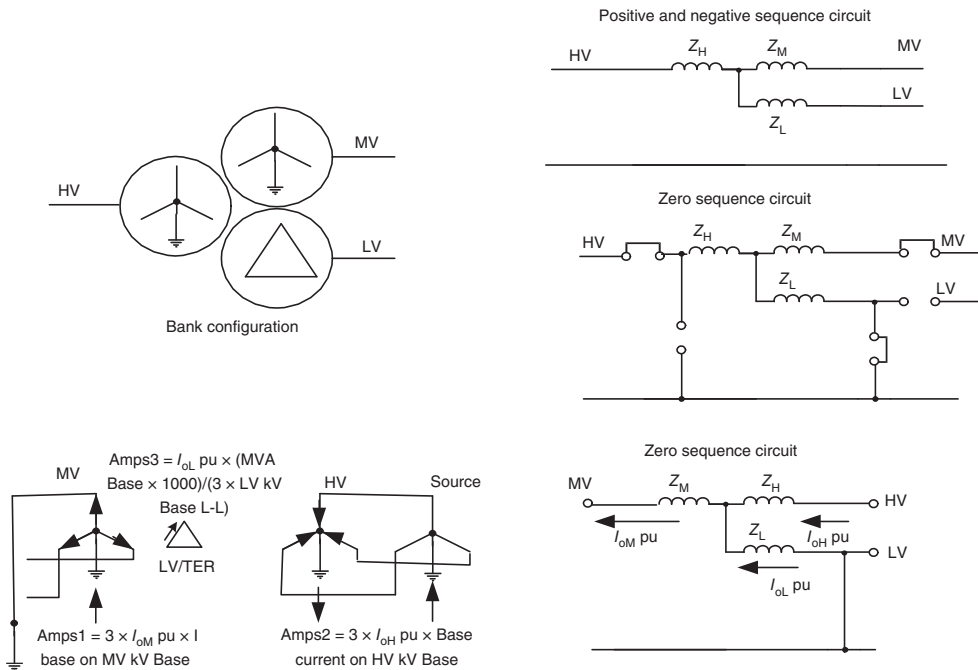 Positive and negative sequence circuit
HV
Z_H
Z_M
MV
LV
Z_L
HV
MV
LV
Bank configuration
Zero sequence circuit
HV
Z_H
Z_M
MV
Z_L
LV
MV
Amps3 = I_oL pu × (MVA
Base × 1000)/(3 × LV kV
Base L-L)
LV/TER
HV
Source
Amps1 = 3 × I_oM pu × I
base on MV kV Base
Amps2 = 3 × I_oH pu × Base
current on HV kV Base
Zero sequence circuit
MV
Z_M
Z_H
HV
I_oM pu
Z_L
I_oH pu
LV
I_oL pu